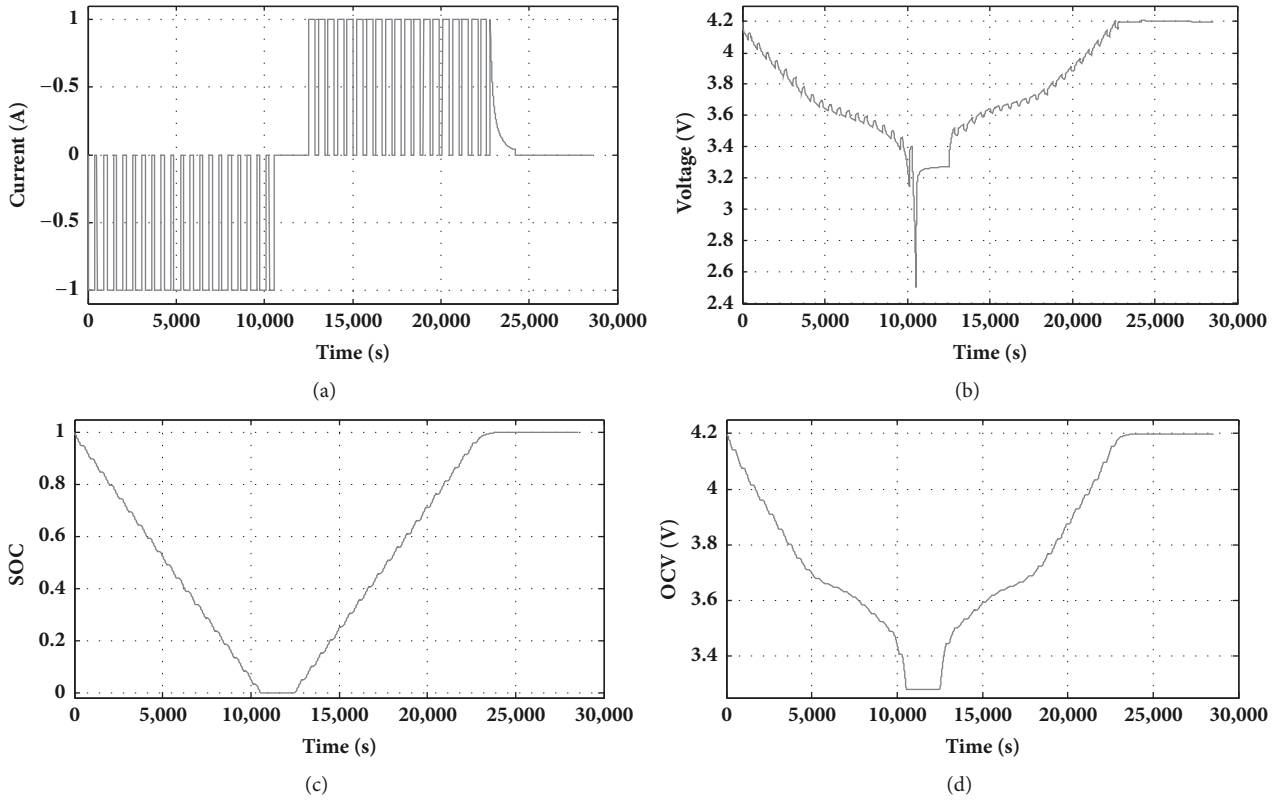 1
−0.5
0
−0.5
−1
Current (A)
0 5,000 10,000 15,000 20,000 25,000 30,000
Time (s)
(a)
4.2
4
3.8
3.6
3.4
3.2
3
2.8
2.6
2.4
Voltage (V)
0 5,000 10,000 15,000 20,000 25,000 30,000
Time (s)
(b)
1
0.8
0.6
0.4
0.2
0
SOC
0 5,000 10,000 15,000 20,000 25,000 30,000
Time (s)
(c)
4.2
4
3.8
3.6
3.4
OCV (V)
0 5,000 10,000 15,000 20,000 25,000 30,000
Time (s)
(d)